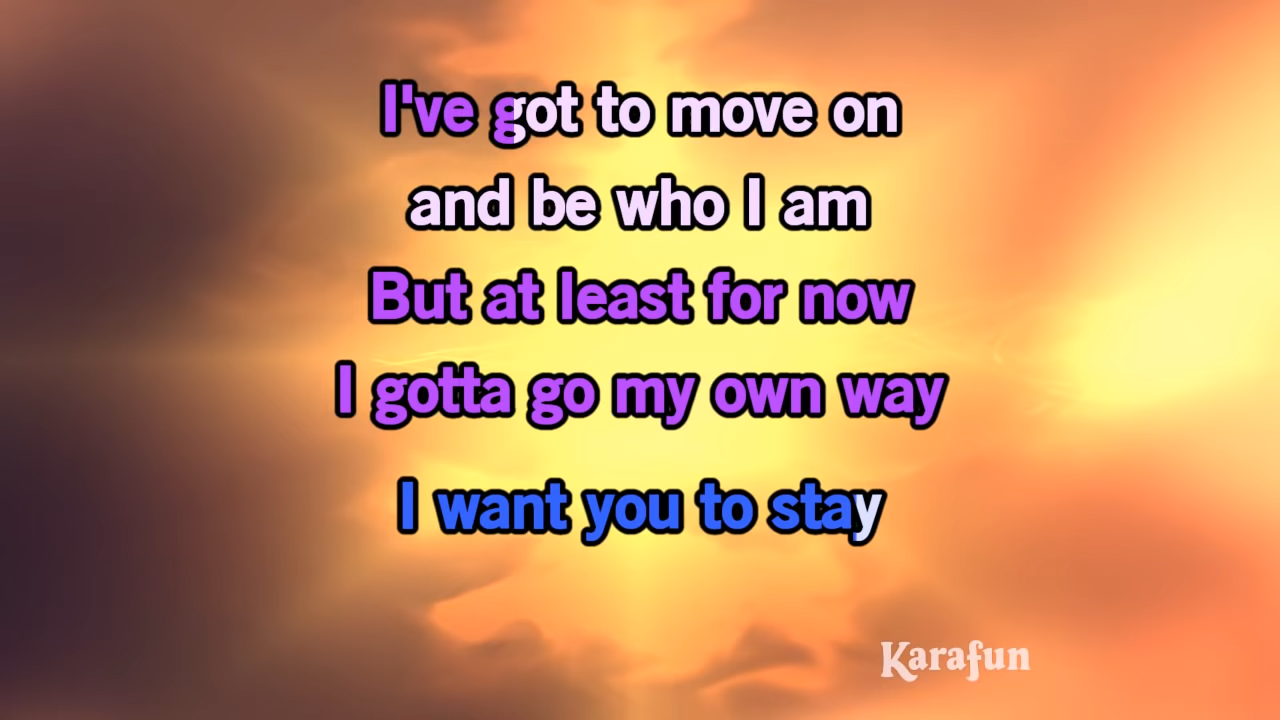 I've got to move on
and be who I am
But at least for now
I gotta go my own way
I want you to stay
Karafun